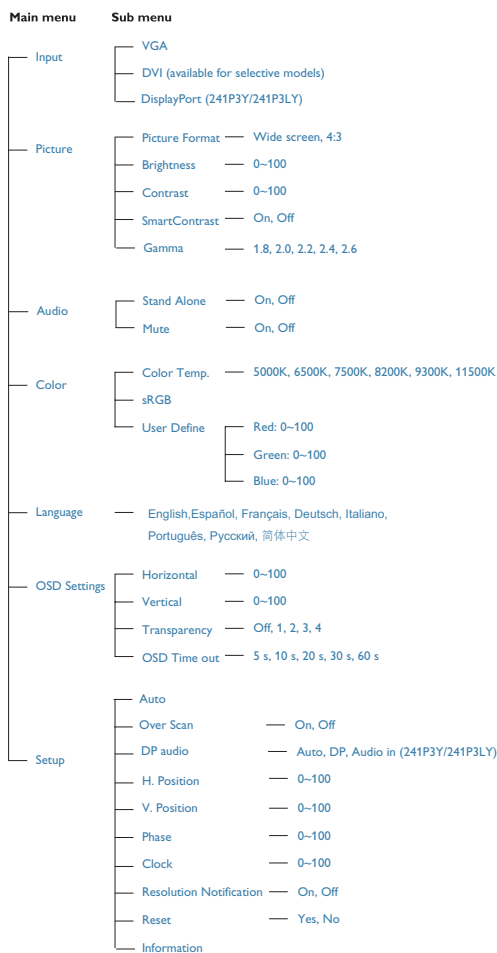 Main menu Sub menu
VGA
Input
DVI (available for selective models)
DisplayPort (241P3Y/241P3LY)
Picture Format Wide screen, 4:3
Picture
Brightness 0~100
Contrast 0~100
SmartContrast On, Off
Gamma 1.8, 2.0, 2.2, 2.4, 2.6
Stand Alone On, Off
Audio
Mute On, Off
Color Temp. 5000K, 6500K, 7500K, 8200K, 9300K, 11500K
Color
sRGB
User Define Red: 0~100
Green: 0~100
Blue: 0~100
Language English,Español, Français, Deutsch, Italiano,
Português, Русский, 简体中文
Horizontal 0~100
OSD Settings
Vertical 0~100
Transparency Off, 1, 2, 3, 4
OSD Time out 5 s, 10 s, 20 s, 30 s, 60 s
Auto
Over Scan On, Off
DP audio Auto, DP, Audio in (241P3Y/241P3LY)
Setup
H. Position 0~100
V. Position 0~100
Phase 0~100
Clock 0~100
Resolution Notification On, Off
Reset Yes, No
Information